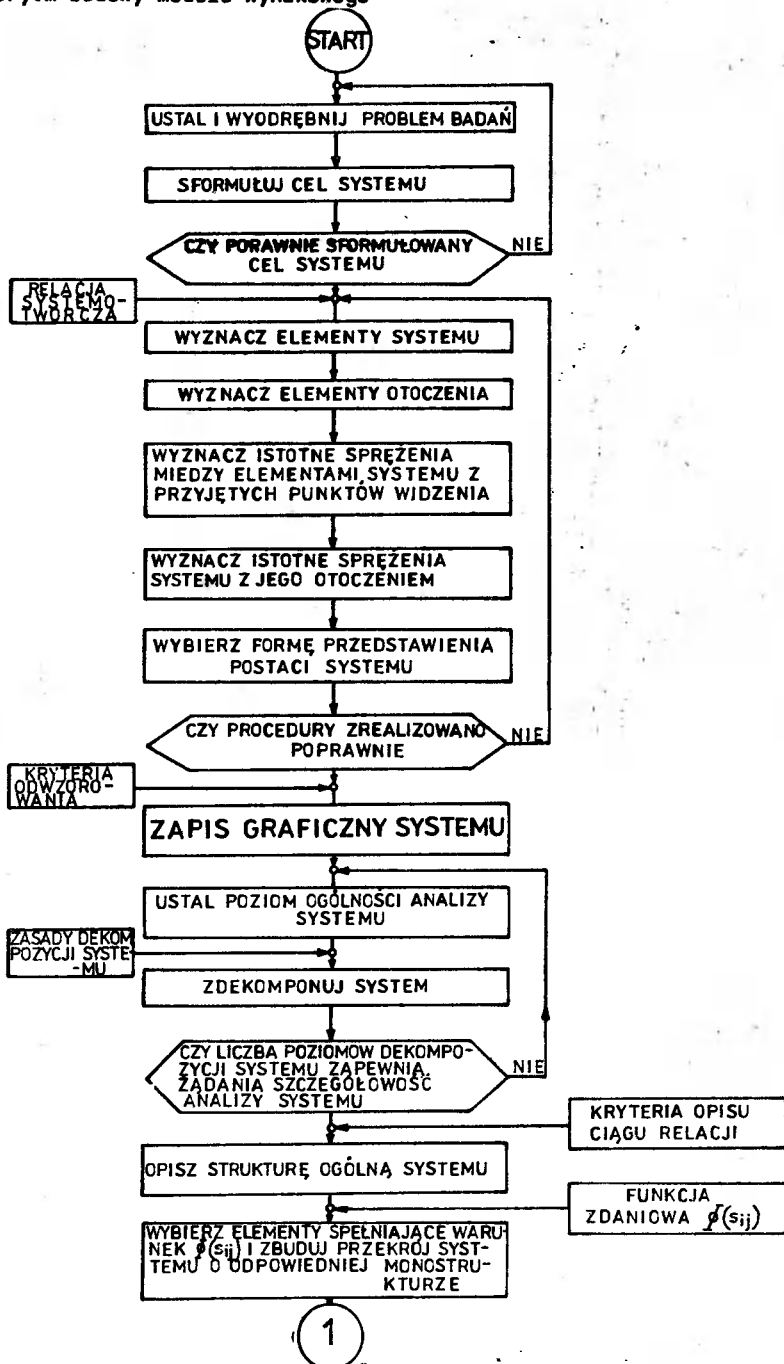 START
USTAL I WYODRĘBNIJ PROBLEM BADAŃ
SFORMUŁUJ CEL SYSTEMU
CZY PORAWNIE SFORMUŁOWANY
CEL SYSTEMU
NIE
RELACJA
SYSTEMO-
TWÓRCZA
WYZNACZ ELEMENTY SYSTEMU
WYZNACZ ELEMENTY OTOCZENIA
WYZNACZ ISTOTNE SPRĘŻENIA
MIEDZY ELEMENTAMI SYSTEMU Z
PRZYJĘTYCH PUNKTÓW WIDZENIA
WYZNACZ ISTOTNE SPRĘŻENIA
SYSTEMU Z JEGO OTOCZENIEM
WYBIERZ FORMĘ PRZEDSTAWIENIA
POSTACI SYSTEMU
CZY PROCEDURY ZREALIZOWANO
POPRAWNIE
NIE
KRYTERIA
ODWZORO-
WANIA
ZAPIS GRAFICZNY SYSTEMU
USTAL POZIOM OGÓLNOŚCI ANALIZY
SYSTEMU
ZASADY DEKOM
POZYCJI SYSTE-
-MU
ZDEKOMPONUJ SYSTEM
CZY LICZBA POZIOMOW DEKOMPO-
ZYCJI SYSTEMU ZAPEWNIA
ŻĄDANIA SZCZEGÓŁOWOŚĆ
ANALIZY SYSTEMU
NIE
KRYTERIA OPISU
CIĄGU RELACJI
OPISZ STRUKTURĘ OGÓLNĄ SYSTEMU
FUNKCJA
ZDANIOWA ∮(sij)
WYBIERZ ELEMENTY SPEŁNIAJĄCE WARU-
NEK ∮(sij) I ZBUDUJ PRZEKRÓJ SYS-
TEMU O ODPOWIEDNIEJ MONOSTRU-
KTURZE
1